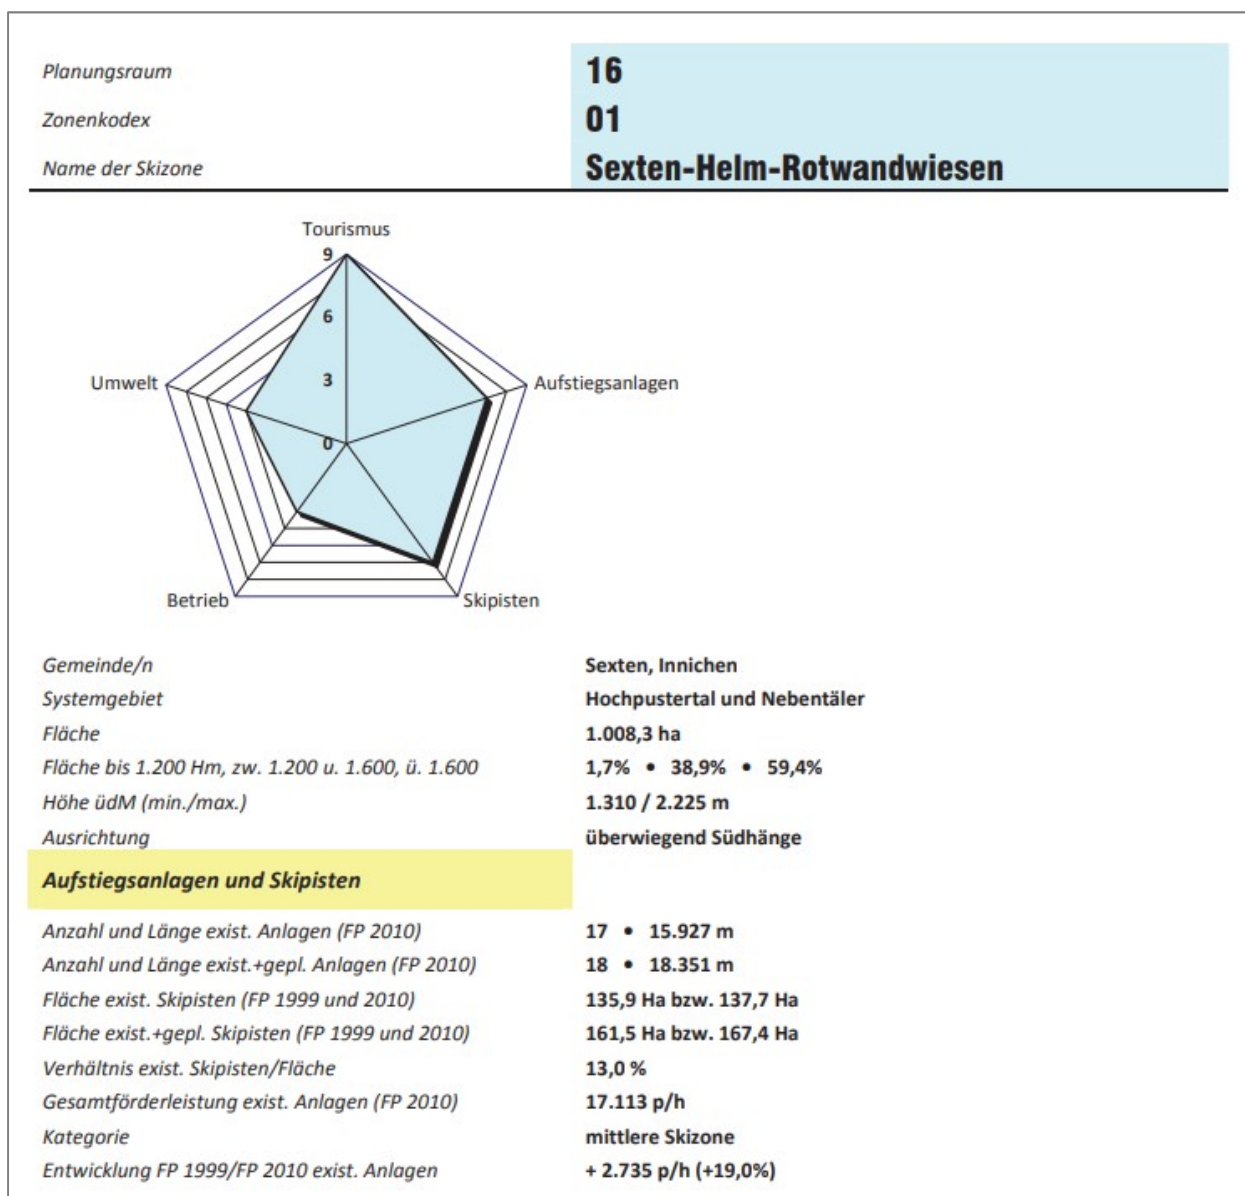 Planungsraum 16
Zonenkodex 01
Name der Skizone Sexten-Helm-Rotwandwiesen
Tourismus
9
6
Umwelt 3 Aufstiegsanlagen
0
Betrieb Skipisten
Gemeinde/n Sexten, Innichen
Systemgebiet Hochpustertal und Nebentäler
Fläche 1.008,3 ha
Fläche bis 1.200 Hm, zw. 1.200 u. 1.600, ü. 1.600 1,7% • 38,9% • 59,4%
Höhe üdM (min./max.) 1.310 / 2.225 m
Ausrichtung überwiegend Südhänge
Aufstiegsanlagen und Skipisten
Anzahl und Länge exist. Anlagen (FP 2010) 17 • 15.927 m
Anzahl und Länge exist.+gepl. Anlagen (FP 2010) 18 • 18.351 m
Fläche exist. Skipisten (FP 1999 und 2010) 135,9 Ha bzw. 137,7 Ha
Fläche exist.+gepl. Skipisten (FP 1999 und 2010) 161,5 Ha bzw. 167,4 Ha
Verhältnis exist. Skipisten/Fläche 13,0 %
Gesamtförderleistung exist. Anlagen (FP 2010) 17.113 p/h
Kategorie mittlere Skizone
Entwicklung FP 1999/FP 2010 exist. Anlagen + 2.735 p/h (+19,0%)